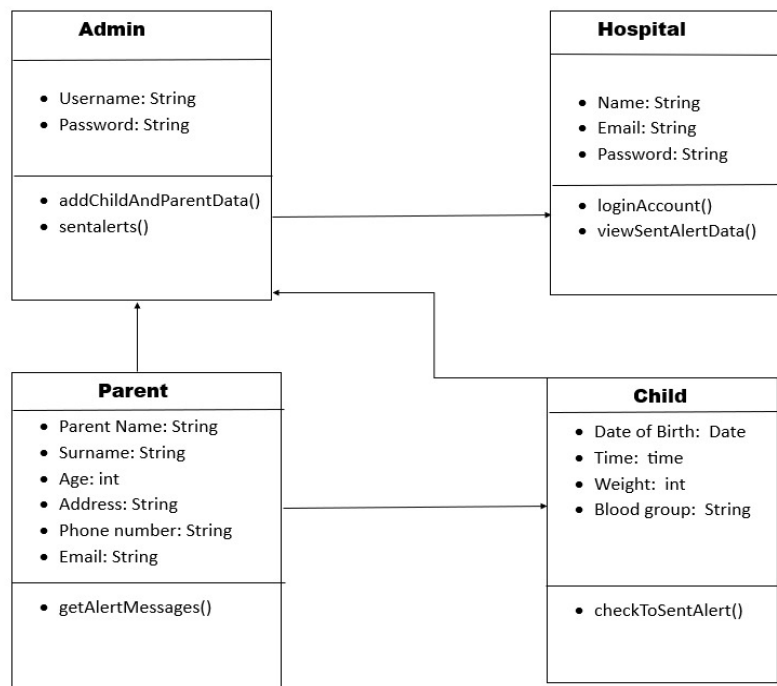 Admin
• Username: String
• Password: String
• addChildAndParentData()
• sentalerts()
Hospital
• Name: String
• Email: String
• Password: String
• loginAccount()
• viewSentAlertData()
Parent
• Parent Name: String
• Surname: String
• Age: int
• Address: String
• Phone number: String
• Email: String
• getAlertMessages()
Child
• Date of Birth: Date
• Time: time
• Weight: int
• Blood group: String
• checkToSentAlert()